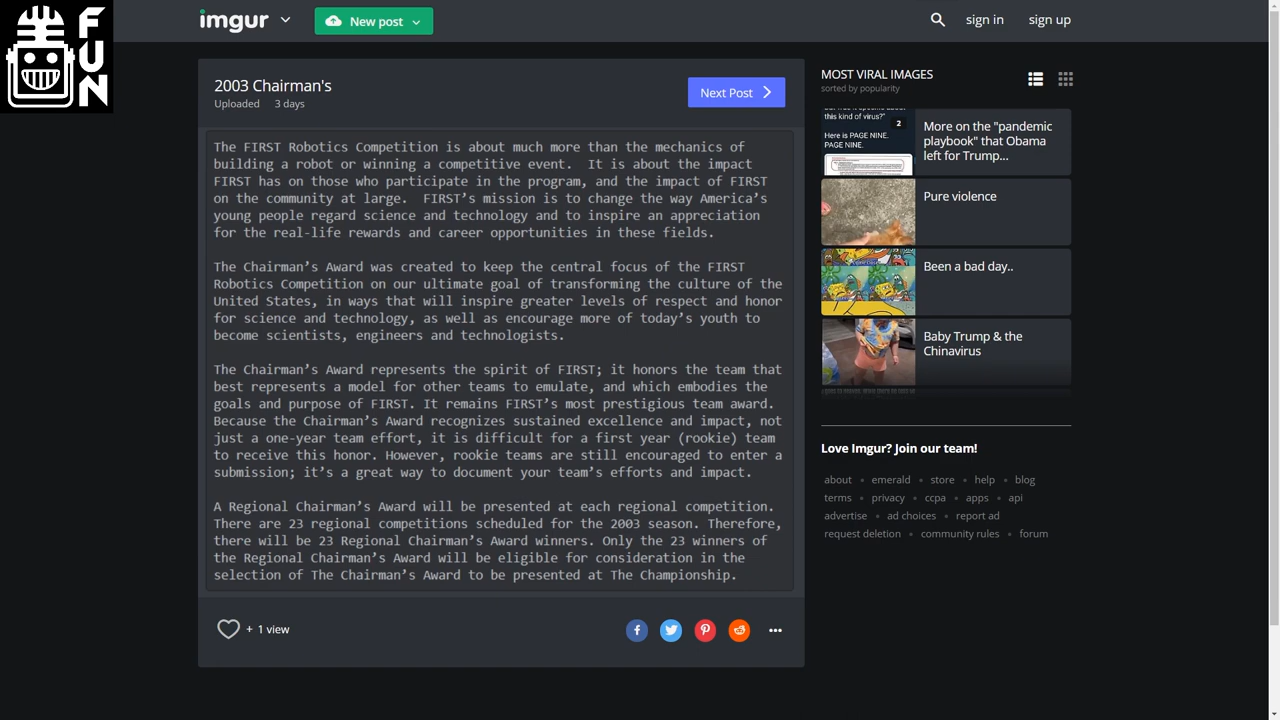 FUN
imgur
New post
sign in
sign up
2003 Chairman's
Uploaded 3 days
Next Post
The FIRST Robotics Competition is about much more than the mechanics of
building a robot or winning a competitive event.  It is about the impact
FIRST has on those who participate in the program, and the impact of FIRST
on the community at large.  FIRST’s mission is to change the way America’s
young people regard science and technology and to inspire an appreciation
for the real-life rewards and career opportunities in these fields.
The Chairman’s Award was created to keep the central focus of the FIRST
Robotics Competition on our ultimate goal of transforming the culture of the
United States, in ways that will inspire greater levels of respect and honor
for science and technology, as well as encourage more of today’s youth to
become scientists, engineers and technologists.
The Chairman’s Award represents the spirit of FIRST; it honors the team that
best represents a model for other teams to emulate, and which embodies the
goals and purpose of FIRST. It remains FIRST’s most prestigious team award.
Because the Chairman’s Award recognizes sustained excellence and impact, not
just a one-year team effort, it is difficult for a first year (rookie) team
to receive this honor. However, rookie teams are still encouraged to enter a
submission; it’s a great way to document your team’s efforts and impact.
A Regional Chairman’s Award will be presented at each regional competition.
There are 23 regional competitions scheduled for the 2003 season. Therefore,
there will be 23 Regional Chairman’s Award winners. Only the 23 winners of
the Regional Chairman’s Award will be eligible for consideration in the
selection of The Chairman’s Award to be presented at The Championship.
+ 1 view
MOST VIRAL IMAGES
sorted by popularity
this kind of virus?"
2
Here is PAGE NINE.
PAGE NINE.
More on the "pandemic
playbook" that Obama
left for Trump...
Pure violence
Been a bad day..
Baby Trump & the
Chinavirus
Love Imgur? Join our team!
about • emerald • store • help • blog
terms • privacy • ccpa • apps • api
advertise • ad choices • report ad
request deletion • community rules • forum